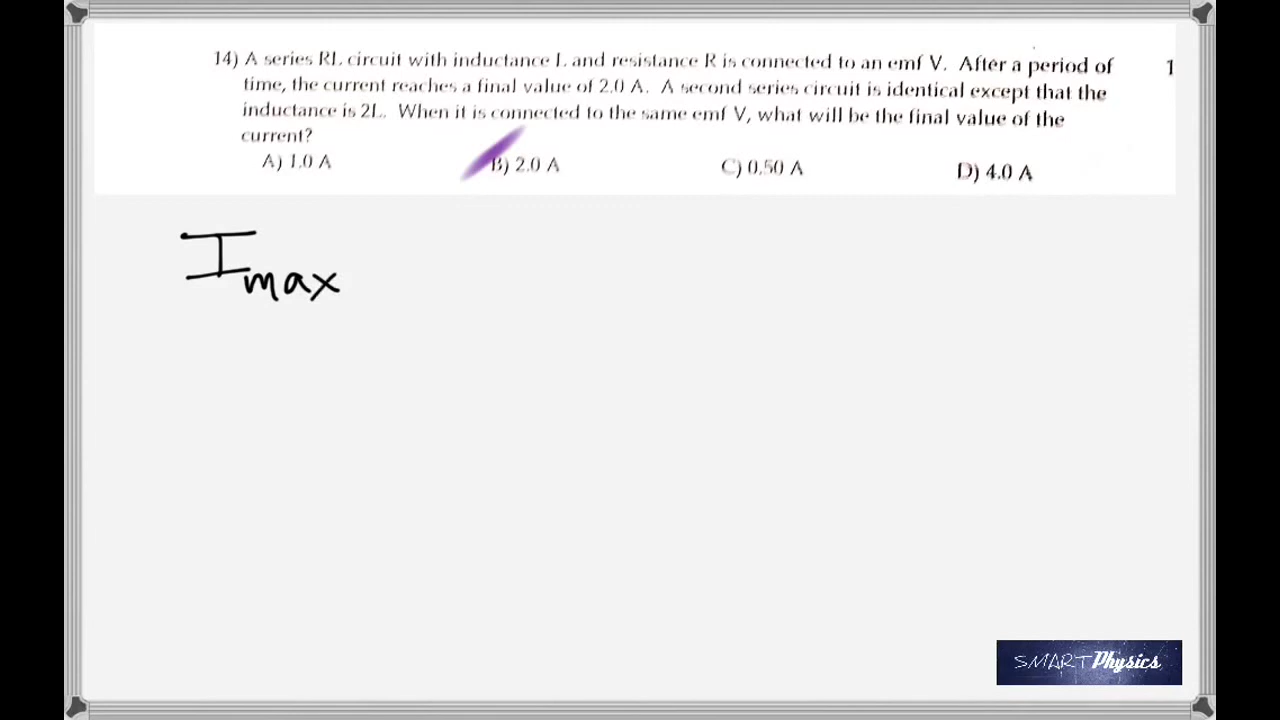 14) A series RL circuit with inductance L and resistance R is connected to an emf V. After a period of
time, the current reaches a final value of 2.0 A. A second series circuit is identical except that the
inductance is 2L. When it is connected to the same emf V, what will be the final value of the
current?
A) 1.0 A B) 2.0 A C) 0.50 A D) 4.0 A
1
Imax
SMART Physics